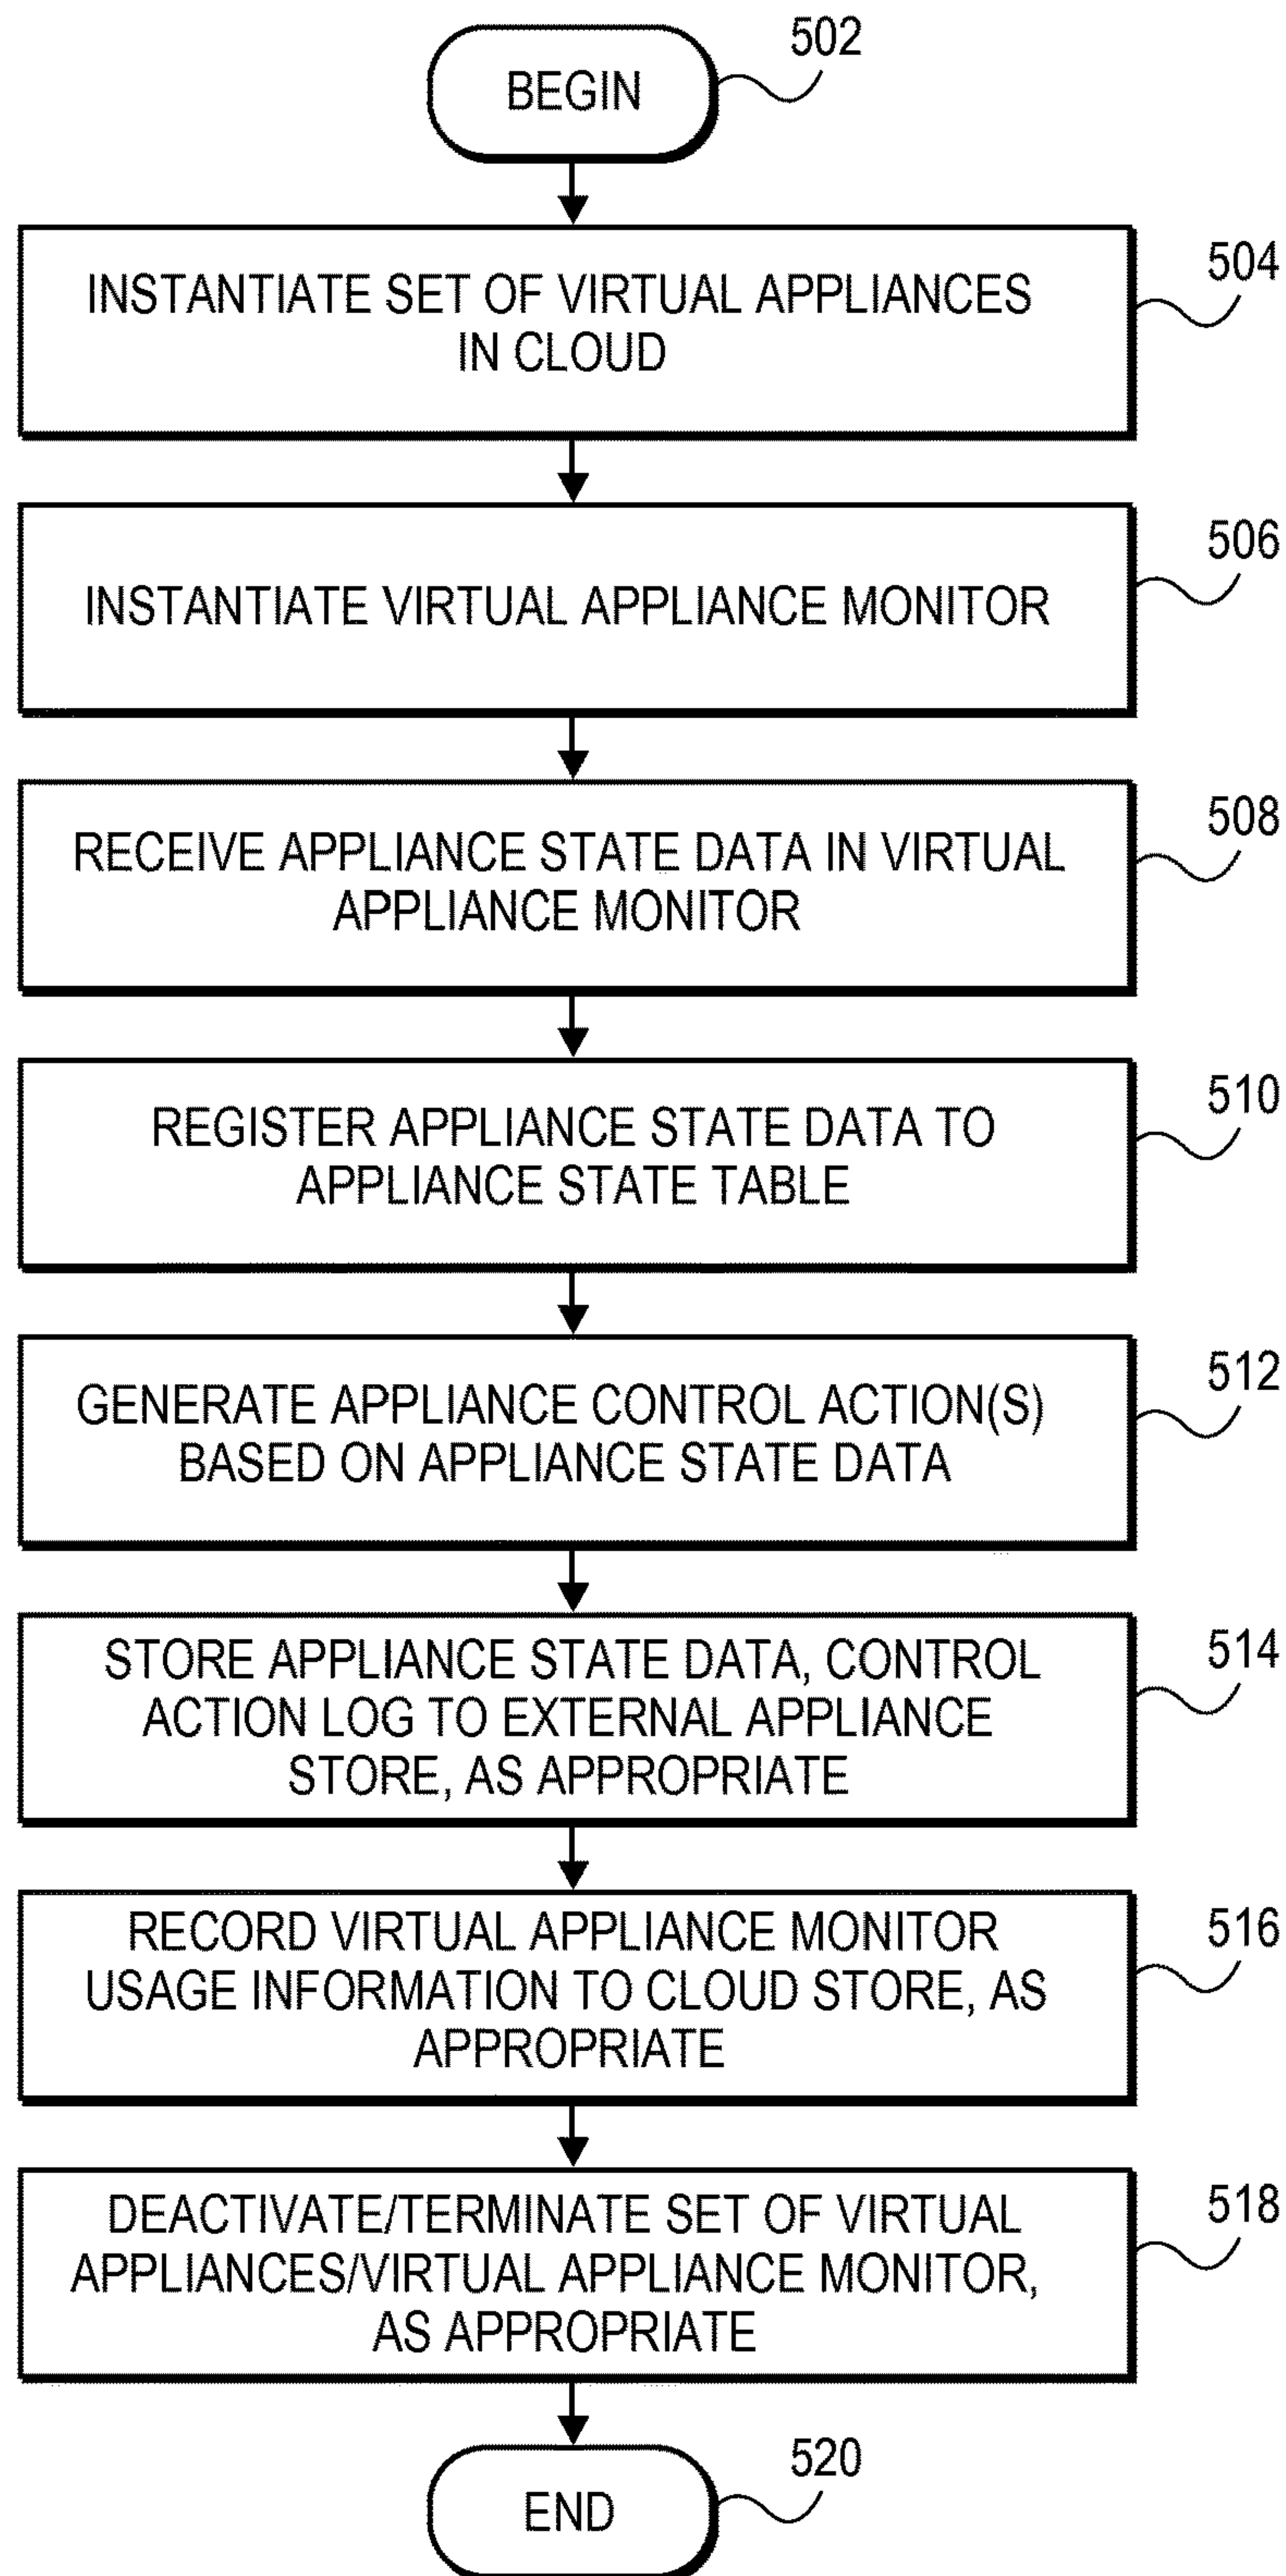 BEGIN
502
INSTANTIATE SET OF VIRTUAL APPLIANCES
IN CLOUD
504
INSTANTIATE VIRTUAL APPLIANCE MONITOR
506
RECEIVE APPLIANCE STATE DATA IN VIRTUAL
APPLIANCE MONITOR
508
REGISTER APPLIANCE STATE DATA TO
APPLIANCE STATE TABLE
510
GENERATE APPLIANCE CONTROL ACTION(S)
BASED ON APPLIANCE STATE DATA
512
STORE APPLIANCE STATE DATA, CONTROL
ACTION LOG TO EXTERNAL APPLIANCE
STORE, AS APPROPRIATE
514
RECORD VIRTUAL APPLIANCE MONITOR
USAGE INFORMATION TO CLOUD STORE, AS
APPROPRIATE
516
DEACTIVATE/TERMINATE SET OF VIRTUAL
APPLIANCES/VIRTUAL APPLIANCE MONITOR,
AS APPROPRIATE
518
END
520